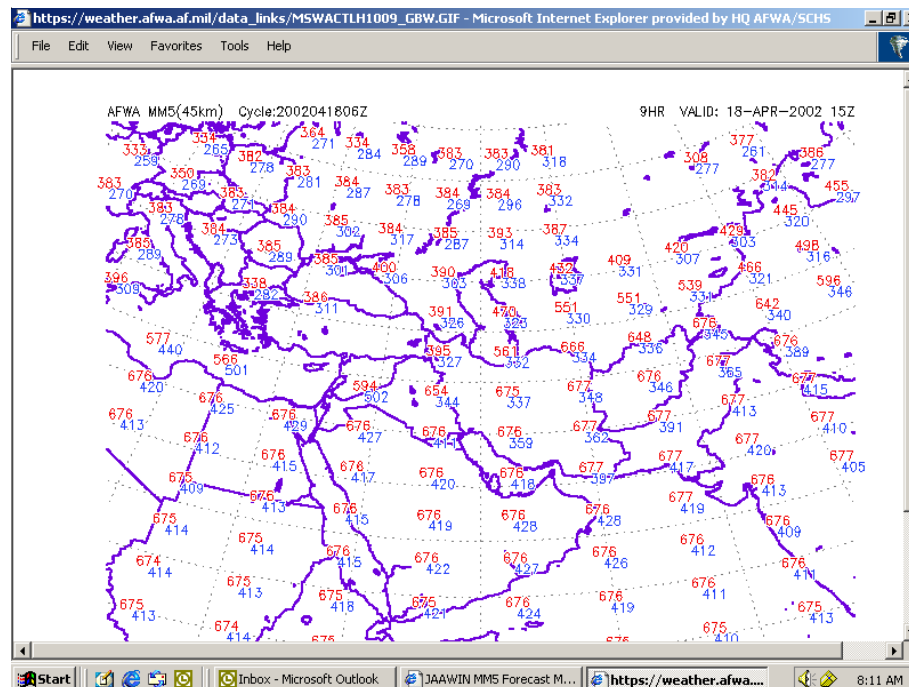 https://weather.afwa.af.mil/data_links/MSWACTLH1009_GBW.GIF - Microsoft Internet Explorer provided by HQ AFWA/SCHS
File Edit View Favorites Tools Help
AFWA MM5(45km) Cycle:2002041806Z 9HR VALID: 18-APR-2002 15Z
333 259 334 265 382 278 364 271 334 284 358 289 383 270 383 290 381 318 308 277 377 261 386 277
383 270 350 269 383 271 383 281 384 287 383 278 384 269 384 296 383 332 382 314 455 297
383 278 384 273 384 290 385 302 384 317 385 287 393 314 387 334 420 307 429 303 445 320
385 289 385 289 385 301 400 306 390 303 418 338 432 337 409 331 466 321 498 316
396 309 338 282 386 311 391 326 470 323 551 330 551 329 539 331 642 340 596 346
577 440 566 501 395 327 561 332 666 334 648 336 676 345 676 389
676 420 676 425 594 502 654 344 675 337 677 348 676 346 677 365 677 415
676 413 676 412 676 429 676 427 676 411 676 359 677 362 677 391 677 413 677 410
676 415 676 417 676 420 676 418 677 397 677 417 677 420 677 405
675 409 676 413 676 415 676 419 676 428 676 428 677 419 676 413
675 414 675 414 676 415 676 422 676 427 676 426 676 412 676 409
674 414 675 413 675 418 675 421 676 424 676 419 676 411 676 411
675 413 674 414 675 675 675 410 675 413
Start Inbox - Microsoft Outlook JAAWIN MM5 Forecast M... https://weather.afwa.... 8:11 AM